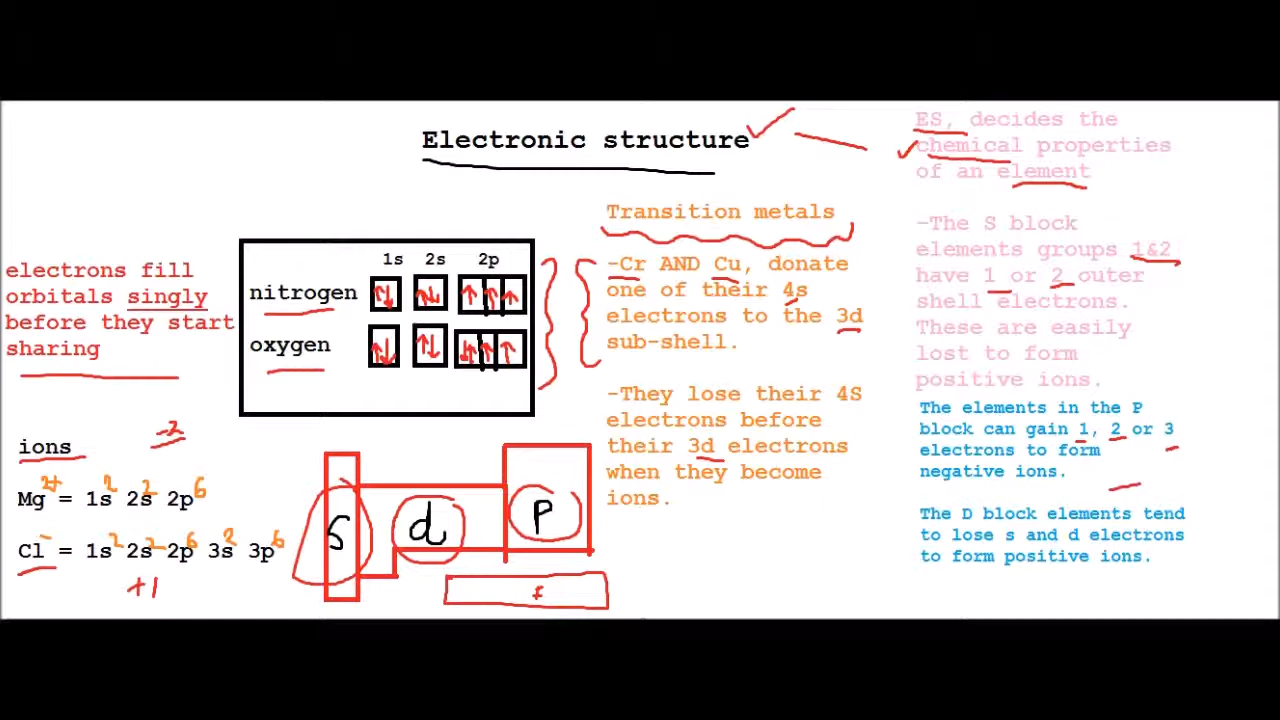 Electronic structure
electrons fill
orbitals singly
before they start
sharing
1s 2s 2p
nitrogen
oxygen
ions
-2
Mg²⁺ = 1s² 2s² 2p⁶
Cl⁻ = 1s² 2s² 2p⁶ 3s² 3p⁶
+1
S
d
P
f
Transition metals
-Cr AND Cu, donate
one of their 4s
electrons to the 3d
sub-shell.
-They lose their 4S
electrons before
their 3d electrons
when they become
ions.
ES, decides the
chemical properties
of an element
-The S block
elements groups 1&2
have 1 or 2 outer
shell electrons.
These are easily
lost to form
positive ions.
The elements in the P
block can gain 1, 2 or 3
electrons to form
negative ions.
The D block elements tend
to lose s and d electrons
to form positive ions.